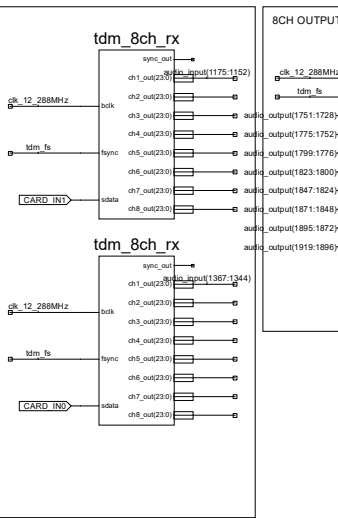 tdm_8ch_rx
sync_out
audio_input(1175:1152)
ch1_out(23:0)
clk_12_288MHz
bclk
ch2_out(23:0)
ch3_out(23:0)
ch4_out(23:0)
tdm_fs
fsync
ch5_out(23:0)
ch6_out(23:0)
ch7_out(23:0)
CARD_IN1
sdata
ch8_out(23:0)
tdm_8ch_rx
sync_out
audio_input(1367:1344)
ch1_out(23:0)
ch2_out(23:0)
clk_12_288MHz
bclk
ch3_out(23:0)
ch4_out(23:0)
tdm_fs
fsync
ch5_out(23:0)
ch6_out(23:0)
ch7_out(23:0)
CARD_IN0
sdata
ch8_out(23:0)
8CH OUTPUT
clk_12_288MHz
tdm_fs
audio_output(1751:1728)
audio_output(1775:1752)
audio_output(1799:1776)
audio_output(1823:1800)
audio_output(1847:1824)
audio_output(1871:1848)
audio_output(1895:1872)
audio_output(1919:1896)